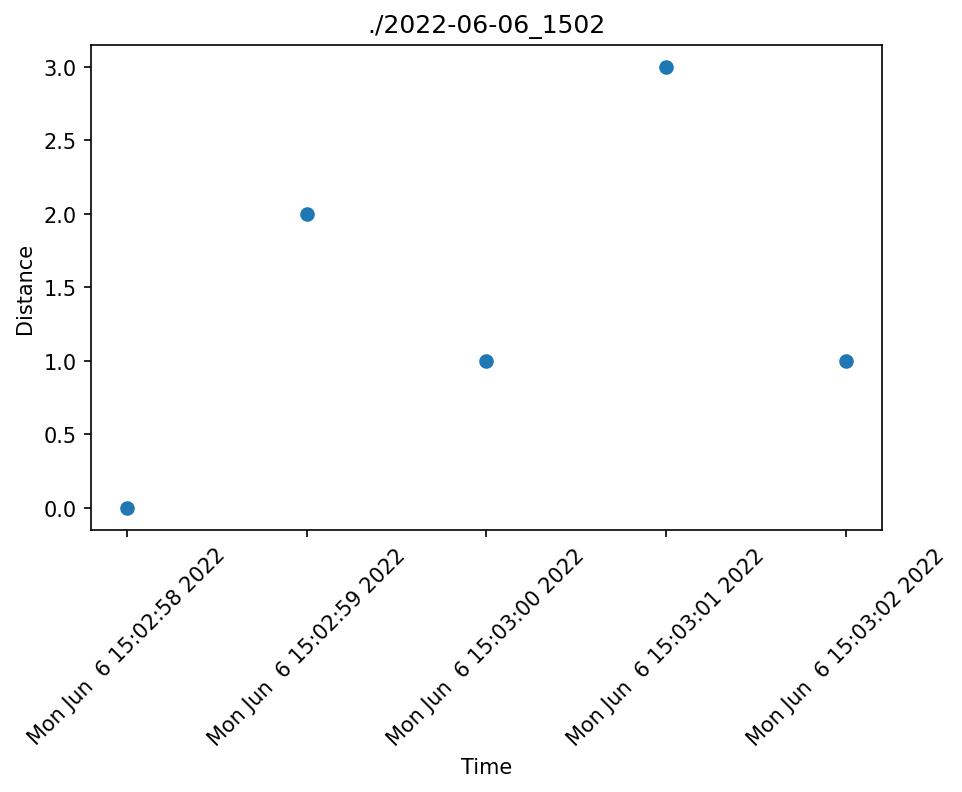 ./2022-06-06_1502
3.0
2.5
2.0
1.5
1.0
0.5
0.0
Distance
Mon Jun  6 15:02:58 2022
Mon Jun  6 15:02:59 2022
Mon Jun  6 15:03:00 2022
Mon Jun  6 15:03:01 2022
Mon Jun  6 15:03:02 2022
Time